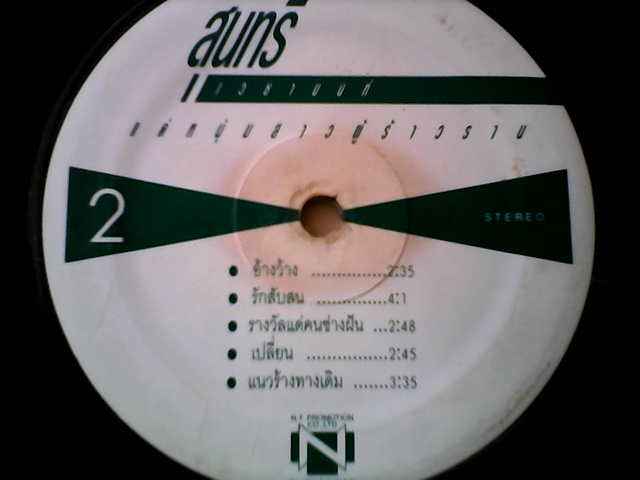 สุนทรี
เวชานนท์
แด่หนุ่มสาวผู้ร้าวราน
2
STEREO
● อ้างว้าง ..................2:35
● รักสับสน ...............4:1
● รางวัลแด่คนช่างฝัน ...2:48
● เปลี่ยน ..................2:45
● แนวร้างทางเดิม .......3:35
N.T. PROMOTION
CO.,LTD.
N